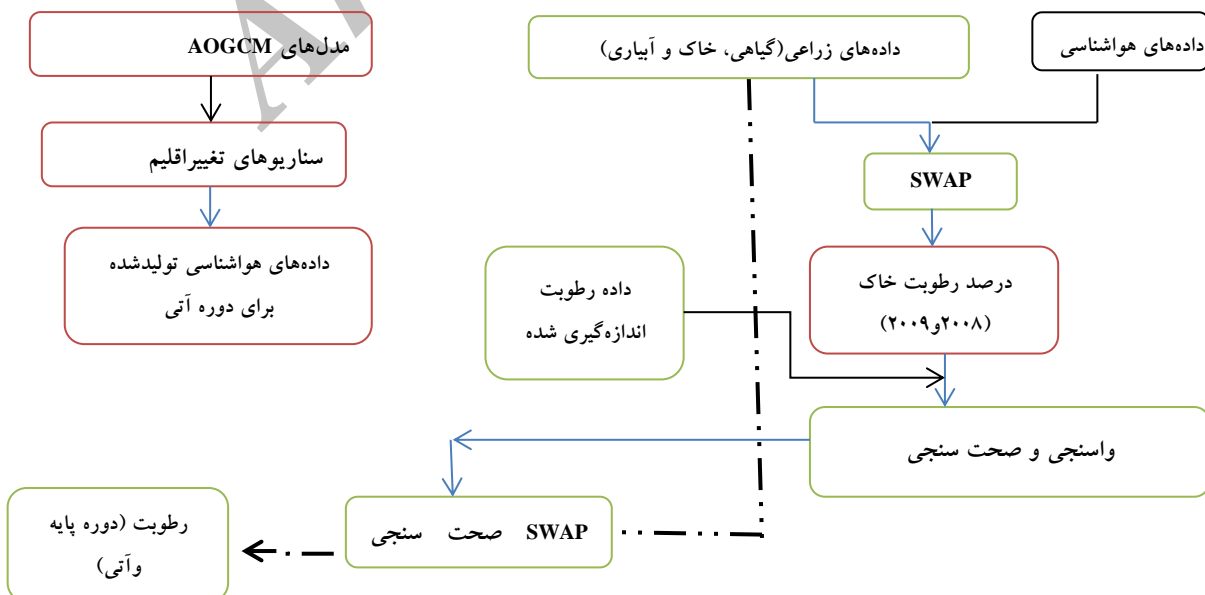 مدل‌های AOGCM
داده‌های زراعی(گیاهی، خاک و آبیاری)
داده‌های هواشناسی
سناریوهای تغییراقلیم
SWAP
داده‌های هواشناسی تولیدشده
برای دوره آتی
داده رطوبت
اندازه‌گیری شده
درصد رطوبت خاک
(۲۰۰۸و۲۰۰۹)
واسنجی و صحت سنجی
SWAP صحت سنجی
رطوبت (دوره پایه
وآتی)